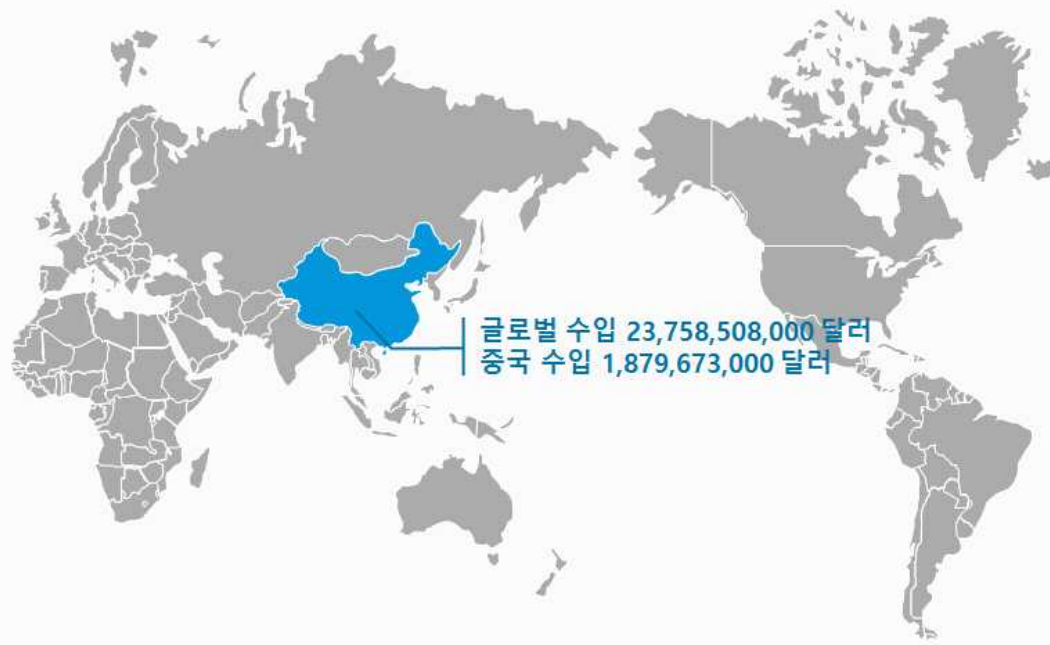 글로벌 수입 23,758,508,000 달러
중국 수입 1,879,673,000 달러